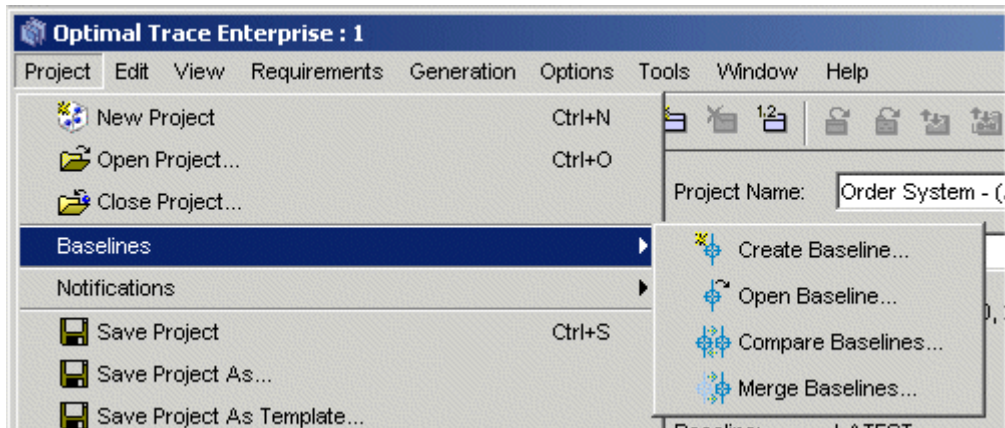 Optimal Trace Enterprise : 1
Project Edit View Requirements Generation Options Tools Window Help
New Project Ctrl+N
1.2
Open Project... Ctrl+O
Close Project...
Project Name: Order System - (
Baselines
Create Baseline...
Notifications
Open Baseline...
Save Project Ctrl+S
Compare Baselines...
Save Project As...
Merge Baselines...
Save Project As Template...